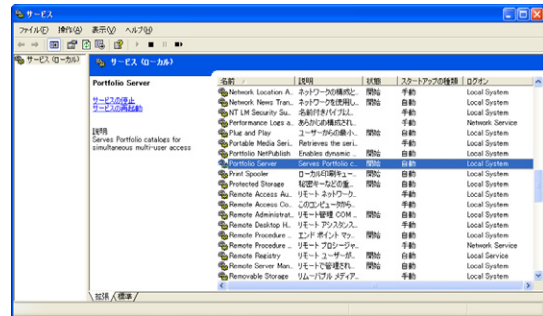 サービス
ファイル(F) 操作(A) 表示(V) ヘルプ(H)
サービス (ローカル)
サービス (ローカル)
Portfolio Server
サービスの停止
サービスの再起動
説明
Serves Portfolio catalogs for
simultaneous multi-user access
名前 説明 状態 スタートアップの種類 ログオン
Network Location A.. ネットワークの構成と.. 開始 手動 Local System
Network News Tran.. ネットワークを使用し.. 開始 自動 Local System
NT LM Security Su.. 名前付きパイプ以.. 手動 Local System
Performance Logs a.. あらかじめ構成され.. 手動 Network Service
Plug and Play ユーザーからの最小.. 開始 自動 Local System
Portable Media Seri.. Retrieves the seri.. 手動 Local System
Portfolio NetPublish Enables dynamic .. 開始 自動 Local System
Portfolio Server Serves Portfolio c.. 開始 自動 Local System
Print Spooler ローカル印刷キュー.. 開始 自動 Local System
Protected Storage 秘密キーなどの重.. 開始 自動 Local System
Remote Access Au.. リモート ネットワーク.. 手動 Local System
Remote Access Co.. このコンピュータから.. 手動 Local System
Remote Administrat.. リモート管理 COM .. 開始 自動 Local System
Remote Desktop H.. リモート アシスタンス.. 手動 Local System
Remote Procedure .. エンド ポイント マッ.. 開始 自動 Local System
Remote Procedure .. リモート プロシージャ.. 手動 Network Service
Remote Registry リモート ユーザーが.. 開始 自動 Local Service
Remote Server Man.. リモートで管理され.. 開始 自動 Local System
Removable Storage リムーバブル メディア.. 手動 Local System
拡張 標準